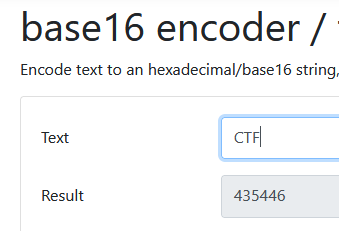 base16 encoder /
Encode text to an hexadecimal/base16 string,
Text
CTF
Result
435446